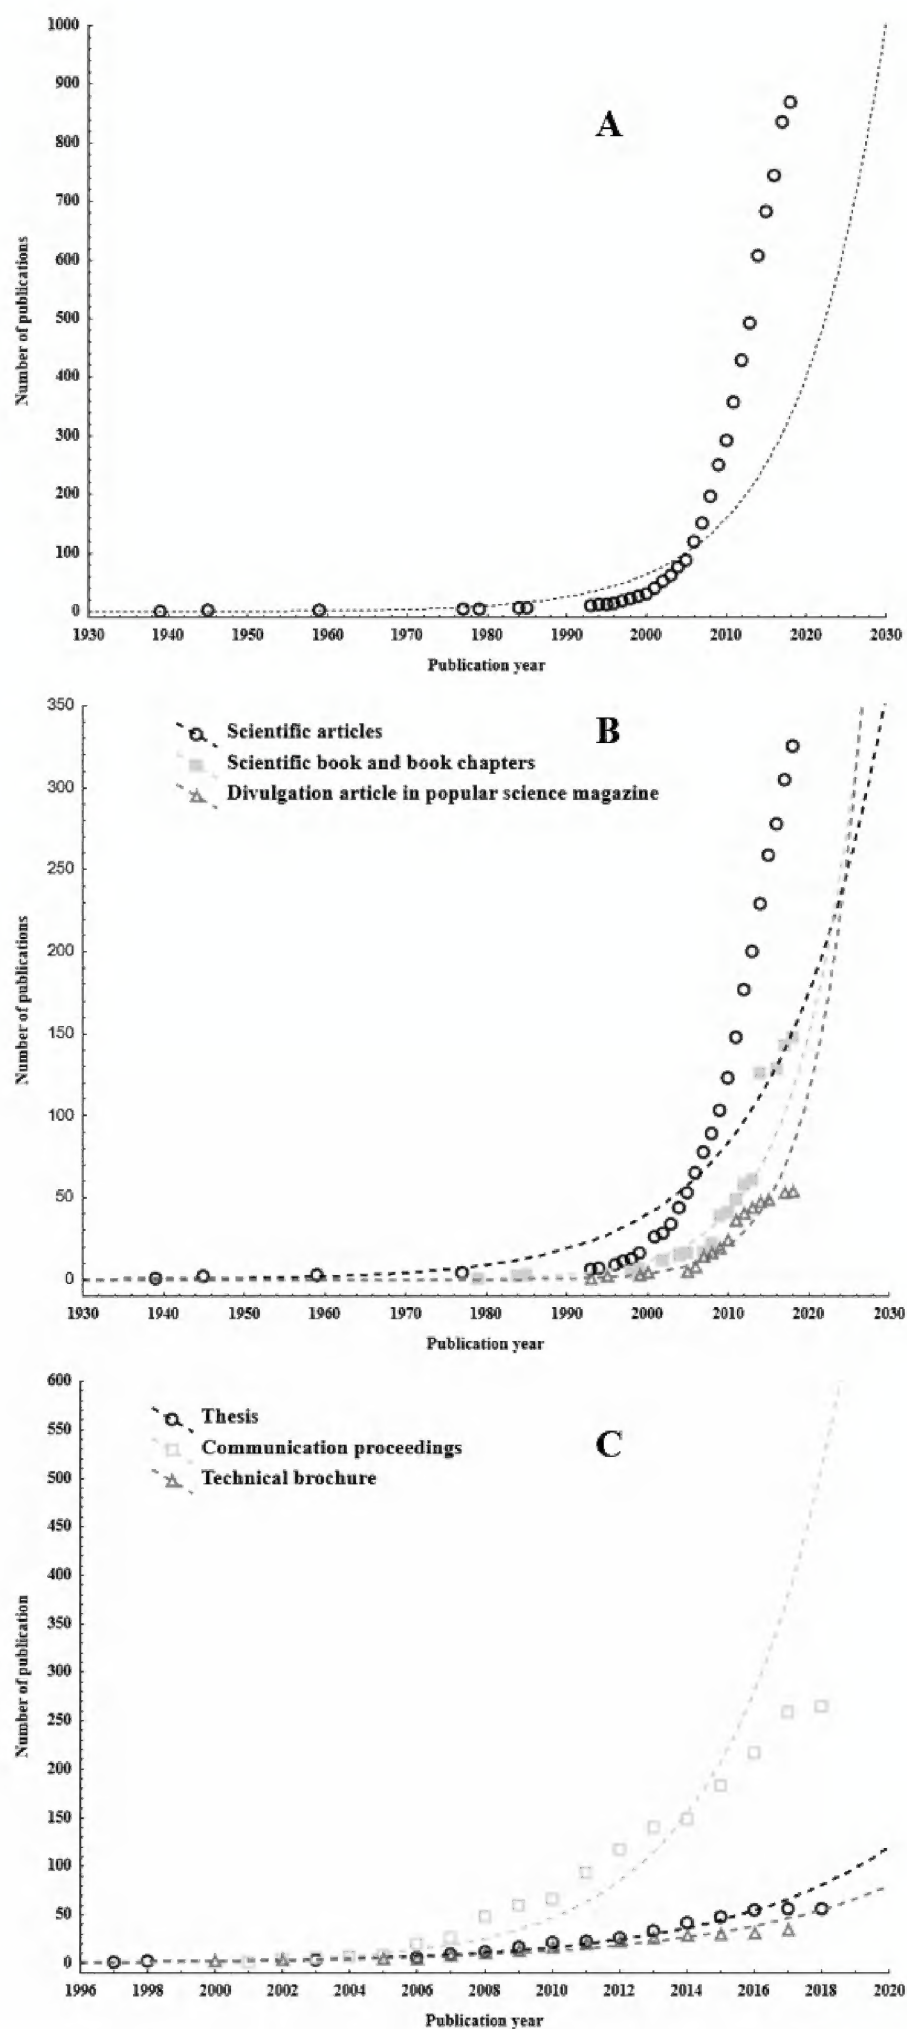 1000
900
A
800
700
600
Number of publications
500
400
300
200
100
0
1930 1940 1950 1960 1970 1980 1990 2000 2010 2020 2030
Publication year
350
B
Scientific articles
Scientific book and book chapters
Divulgation article in popular science magazine
300
250
200
Number of publications
150
100
50
0
1930 1940 1950 1960 1970 1980 1990 2000 2010 2020 2030
Publication year
600
C
Thesis
Communication proceedings
Technical brochure
550
500
450
400
350
Number of publication
300
250
200
150
100
50
0
1996 1998 2000 2002 2004 2006 2008 2010 2012 2014 2016 2018 2020
Publication year